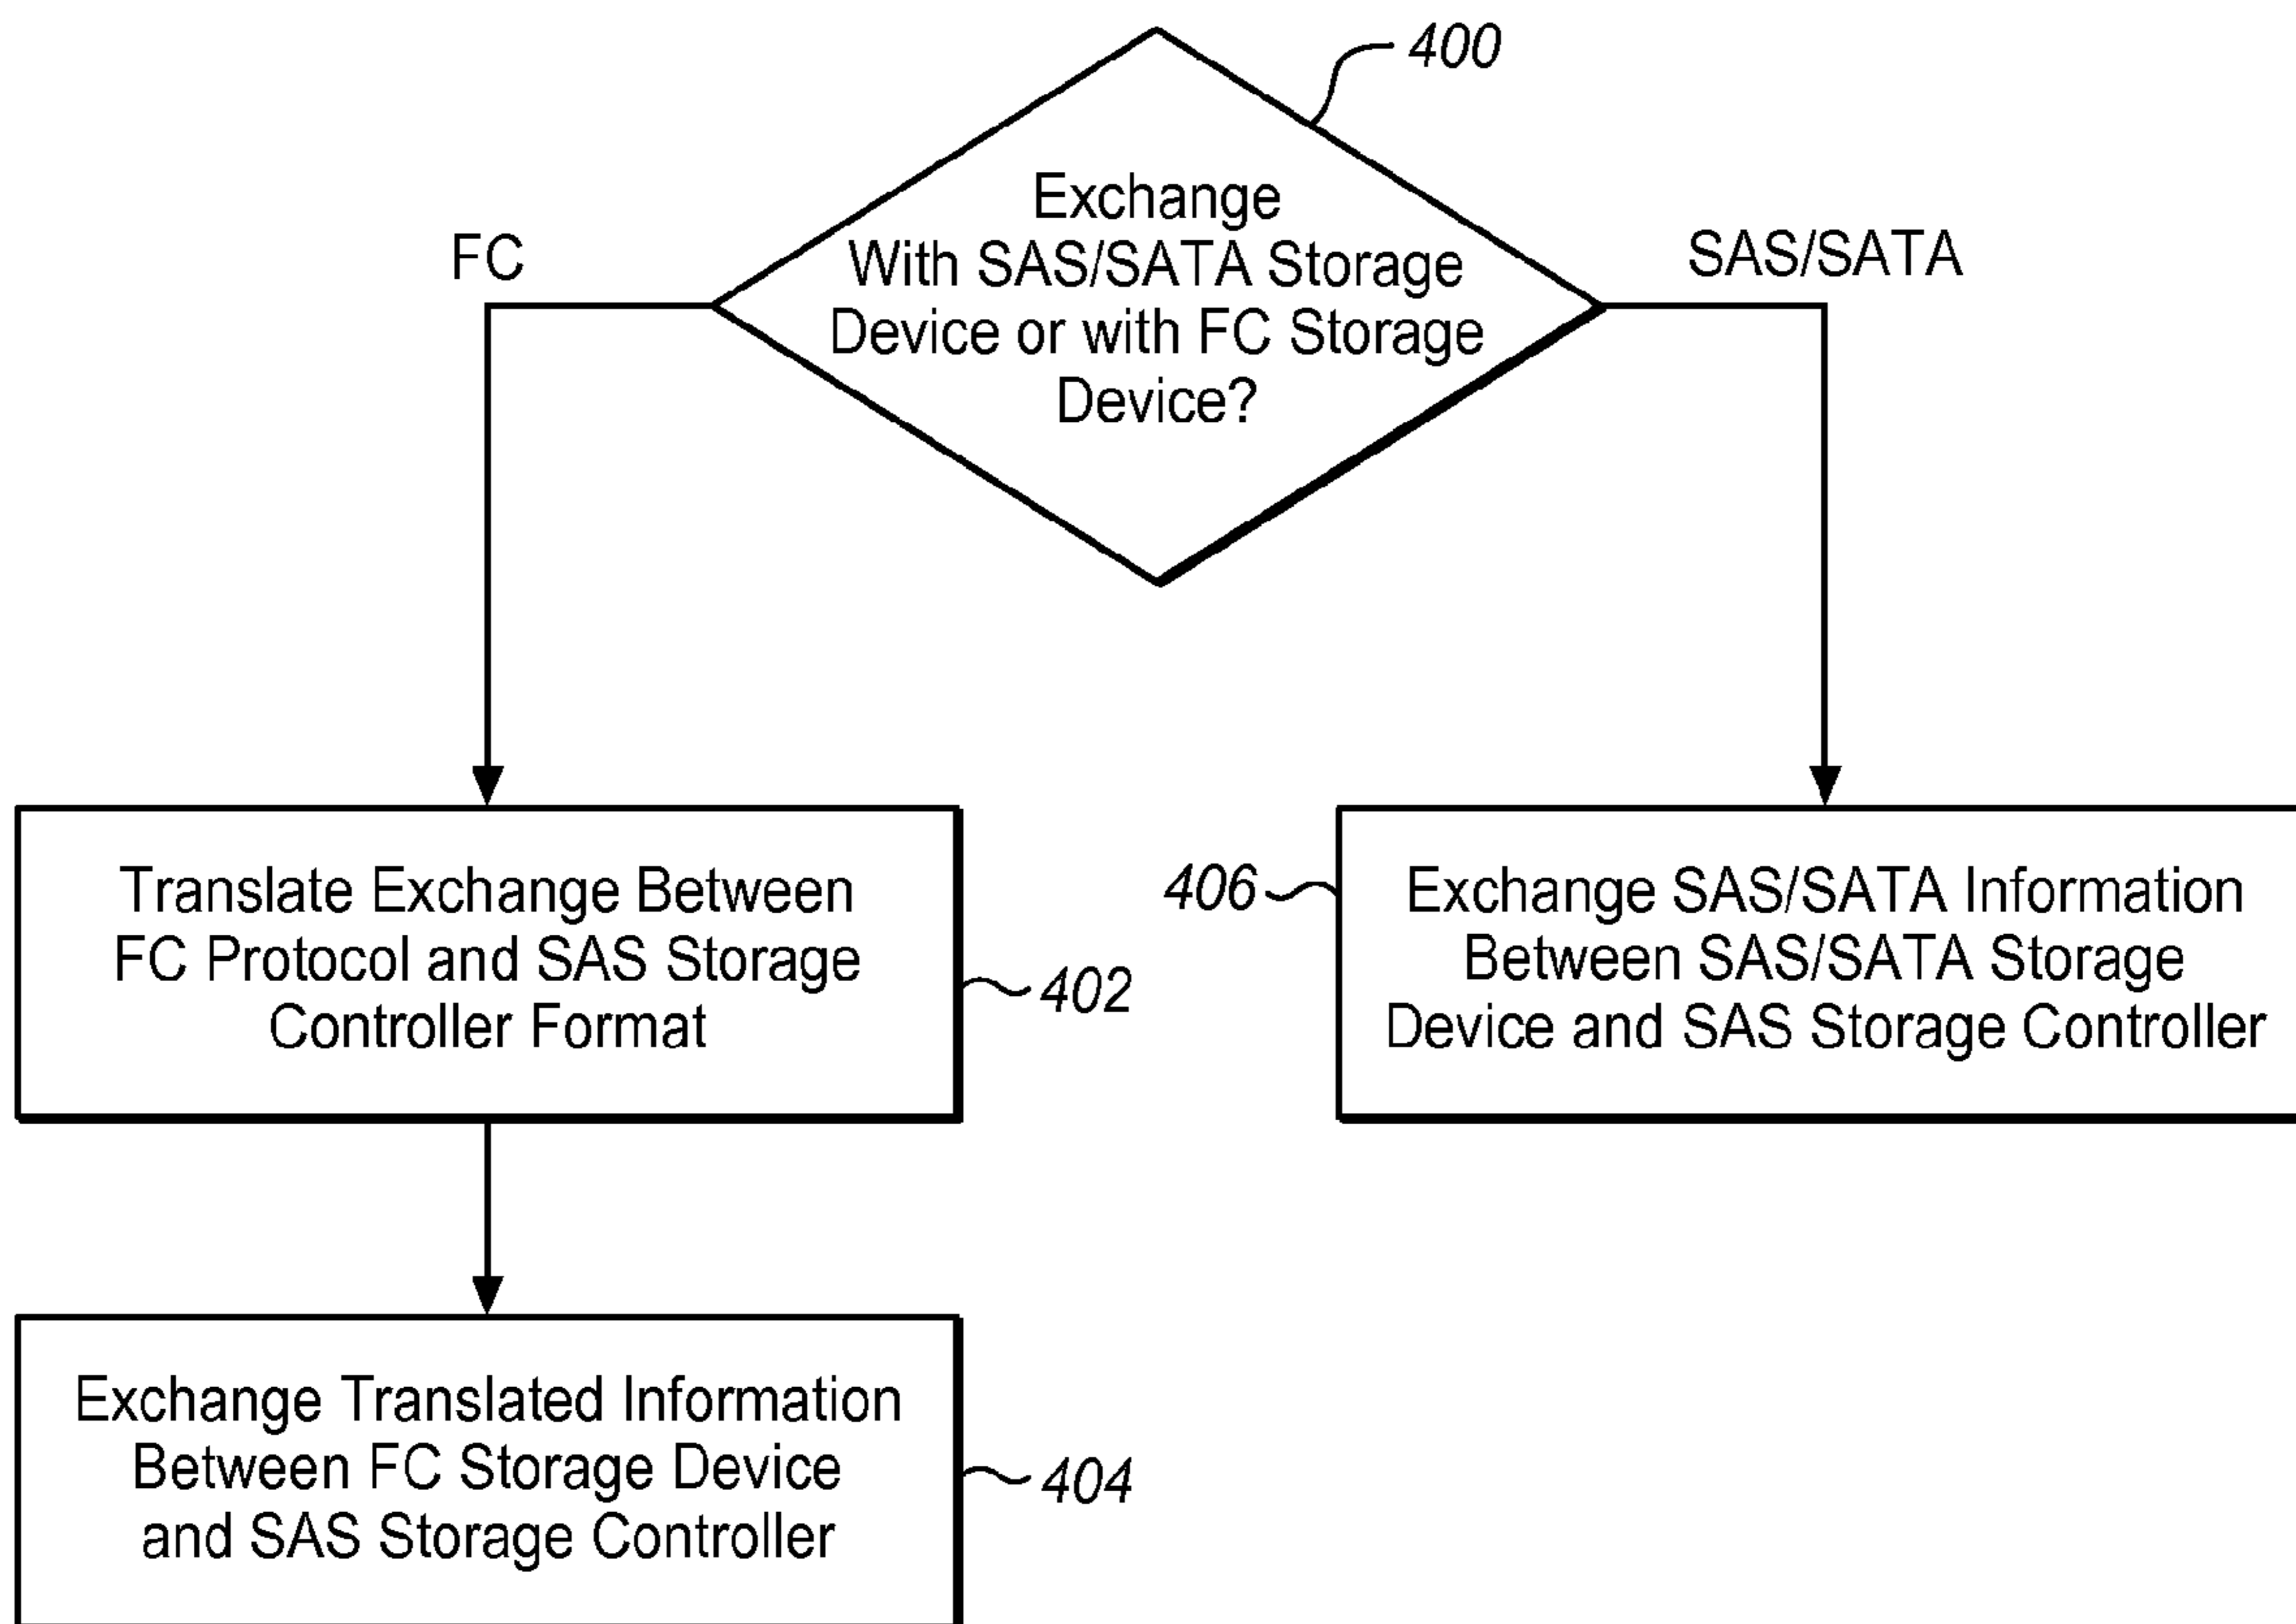 400
Exchange
With SAS/SATA Storage
Device or with FC Storage
Device?
FC
SAS/SATA
Translate Exchange Between
FC Protocol and SAS Storage
Controller Format
402
406
Exchange SAS/SATA Information
Between SAS/SATA Storage
Device and SAS Storage Controller
Exchange Translated Information
Between FC Storage Device
and SAS Storage Controller
404